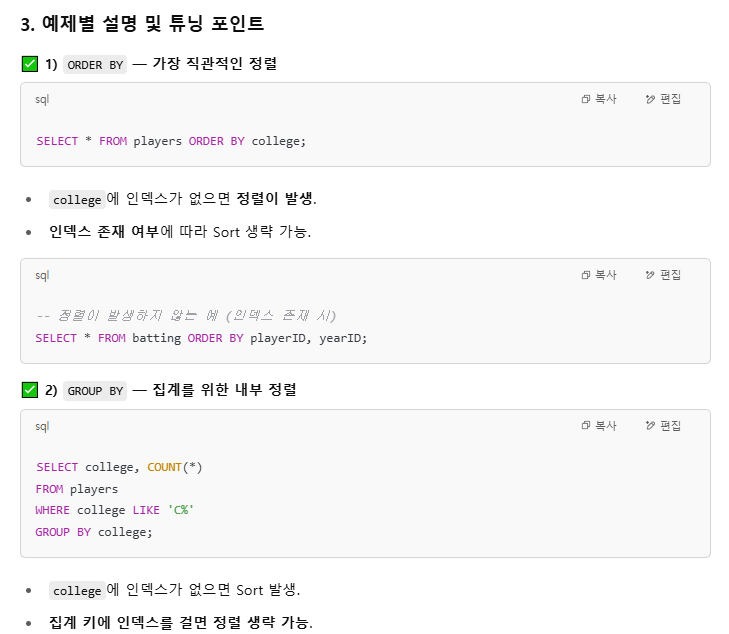 3. 예제별 설명 및 튜닝 포인트
✅ 1) ORDER BY — 가장 직관적인 정렬
sql 복사 편집
SELECT * FROM players ORDER BY college;
• college에 인덱스가 없으면 정렬이 발생.
• 인덱스 존재 여부에 따라 Sort 생략 가능.
sql 복사 편집
-- 정렬이 발생하지 않는 예 (인덱스 존재 시)
SELECT * FROM batting ORDER BY playerID, yearID;
✅ 2) GROUP BY — 집계를 위한 내부 정렬
sql 복사 편집
SELECT college, COUNT(*)
FROM players
WHERE college LIKE 'C%'
GROUP BY college;
• college에 인덱스가 없으면 Sort 발생.
• 집계 키에 인덱스를 걸면 정렬 생략 가능.